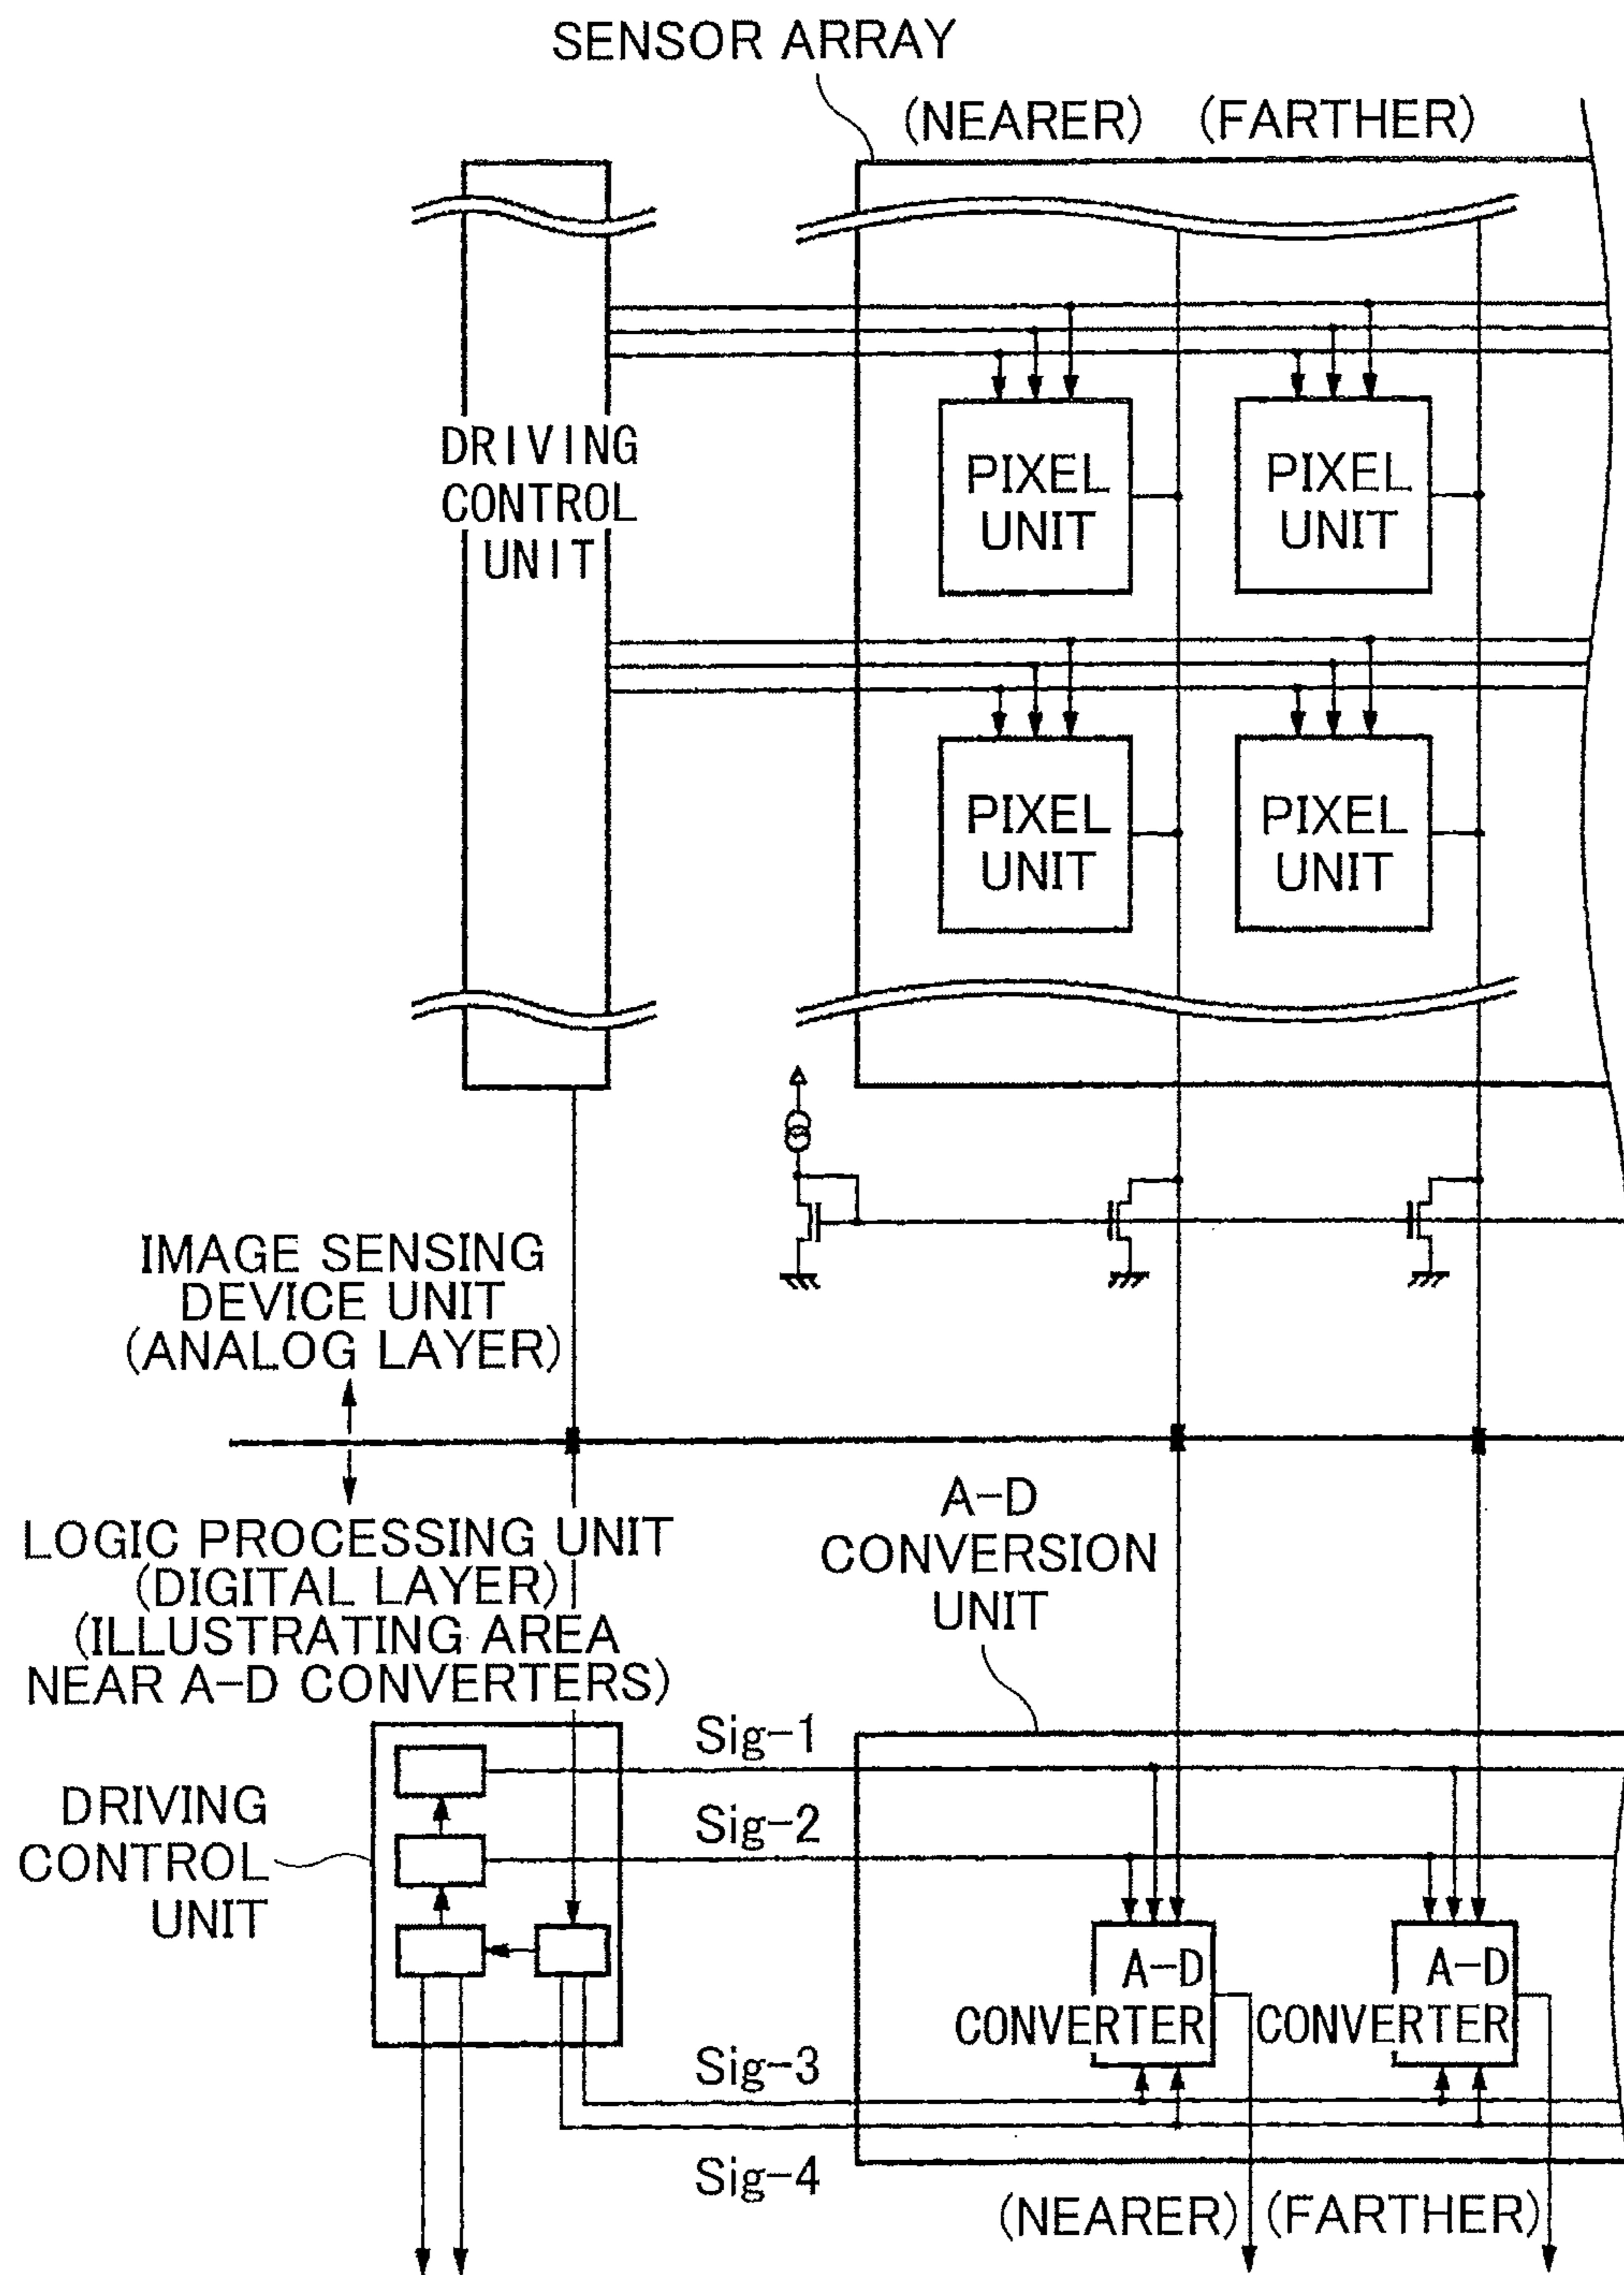 SENSOR ARRAY
(NEARER) (FARTHER)
DRIVING
CONTROL
UNIT
PIXEL
UNIT
PIXEL
UNIT
PIXEL
UNIT
PIXEL
UNIT
IMAGE SENSING
DEVICE UNIT
(ANALOG LAYER)
LOGIC PROCESSING UNIT
(DIGITAL LAYER)
(ILLUSTRATING AREA
NEAR A-D CONVERTERS)
A-D
CONVERSION
UNIT
DRIVING
CONTROL
UNIT
Sig-1
Sig-2
A-D
CONVERTER
A-D
CONVERTER
Sig-3
Sig-4
(NEARER) (FARTHER)